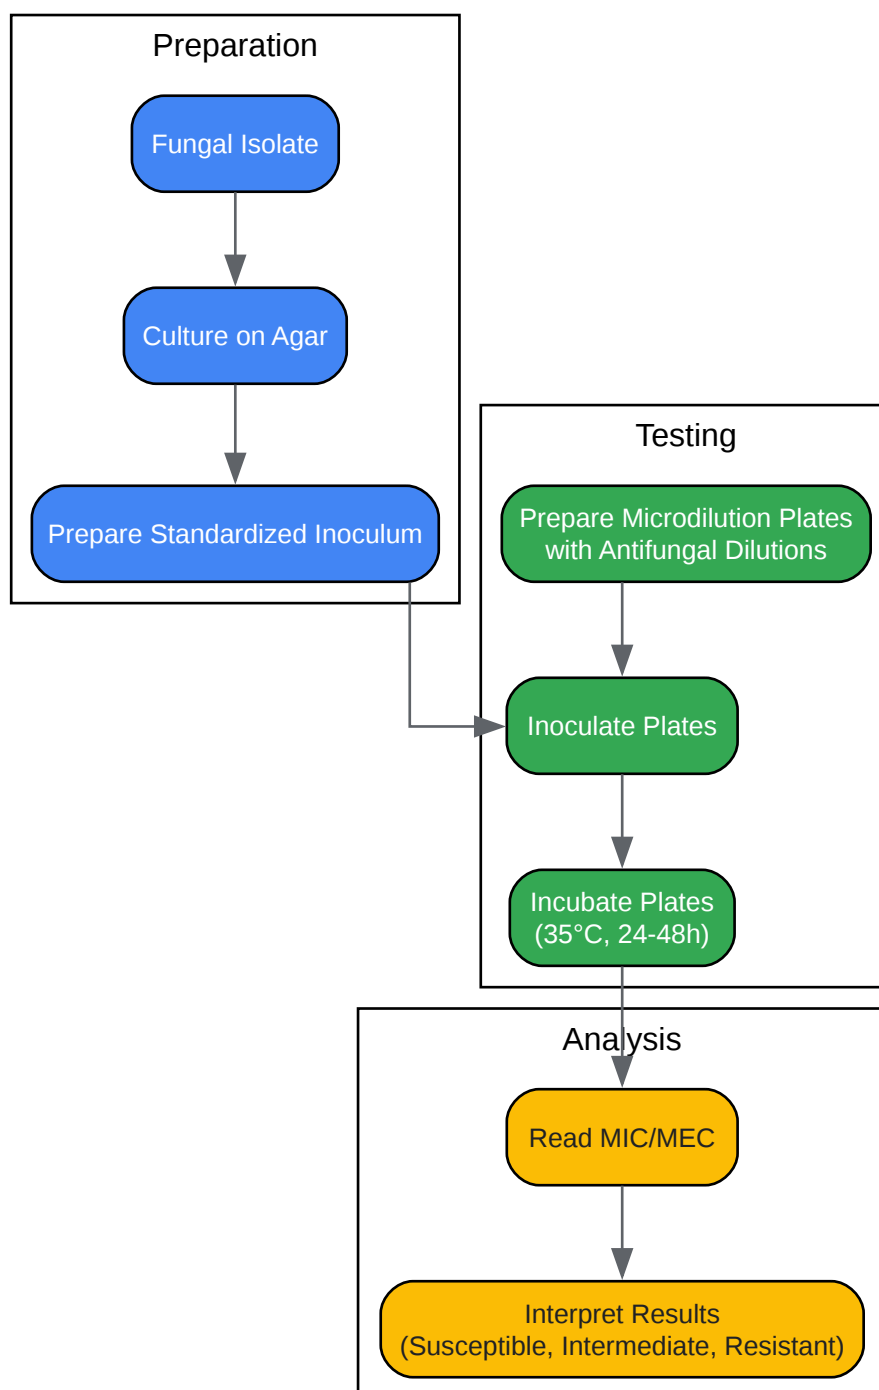 Preparation
Fungal Isolate
Culture on Agar
Prepare Standardized Inoculum
Testing
Prepare Microdilution Plates
with Antifungal Dilutions
Inoculate Plates
Incubate Plates
(35°C, 24-48h)
Analysis
Read MIC/MEC
Interpret Results
(Susceptible, Intermediate, Resistant)